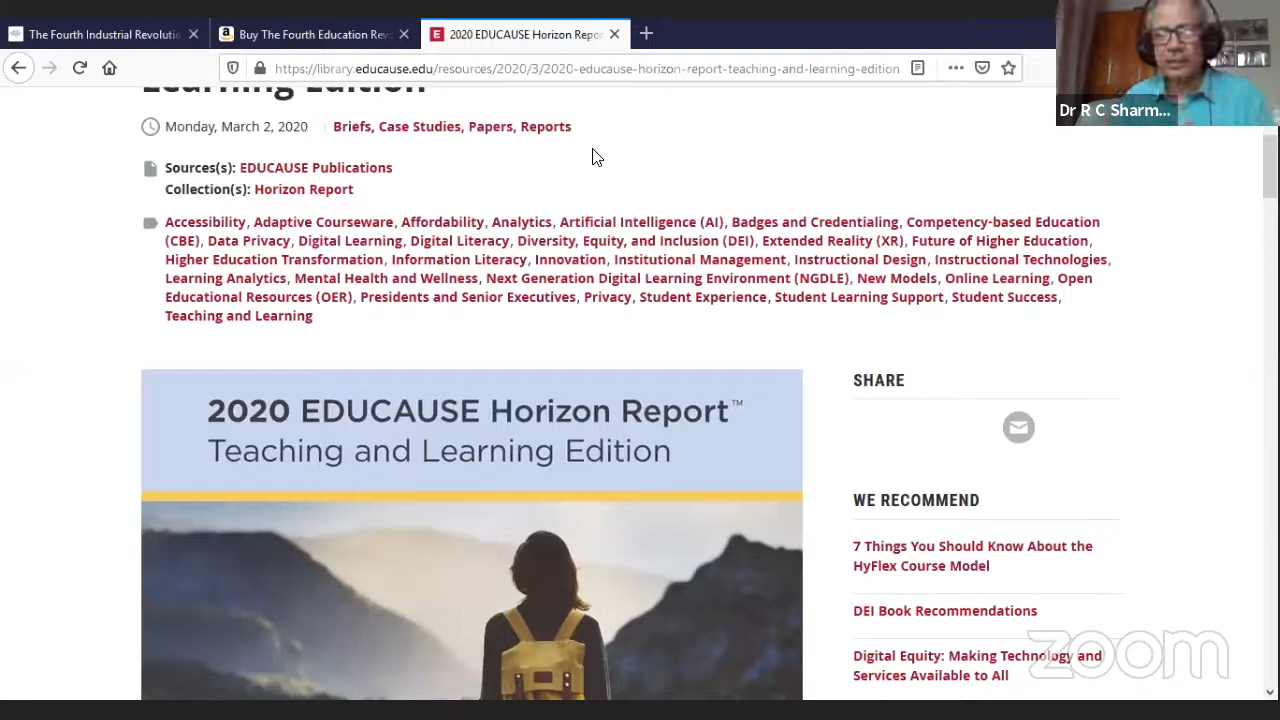 The Fourth Industrial Revolutio
Buy The Fourth Education Rev
2020 EDUCAUSE Horizon Repo
https://library.educause.edu/resources/2020/3/2020-educause-horizon-report-teaching-and-learning-edition
Dr R C Sharm...
Learning Edition
Monday, March 2, 2020
Briefs, Case Studies, Papers, Reports
Sources(s): EDUCAUSE Publications
Collection(s): Horizon Report
Accessibility, Adaptive Courseware, Affordability, Analytics, Artificial Intelligence (AI), Badges and Credentialing, Competency-based Education
(CBE), Data Privacy, Digital Learning, Digital Literacy, Diversity, Equity, and Inclusion (DEI), Extended Reality (XR), Future of Higher Education,
Higher Education Transformation, Information Literacy, Innovation, Institutional Management, Instructional Design, Instructional Technologies,
Learning Analytics, Mental Health and Wellness, Next Generation Digital Learning Environment (NGDLE), New Models, Online Learning, Open
Educational Resources (OER), Presidents and Senior Executives, Privacy, Student Experience, Student Learning Support, Student Success,
Teaching and Learning
2020 EDUCAUSE Horizon Report™
Teaching and Learning Edition
SHARE
WE RECOMMEND
7 Things You Should Know About the
HyFlex Course Model
DEI Book Recommendations
Digital Equity: Making Technology and
Services Available to All
zoom